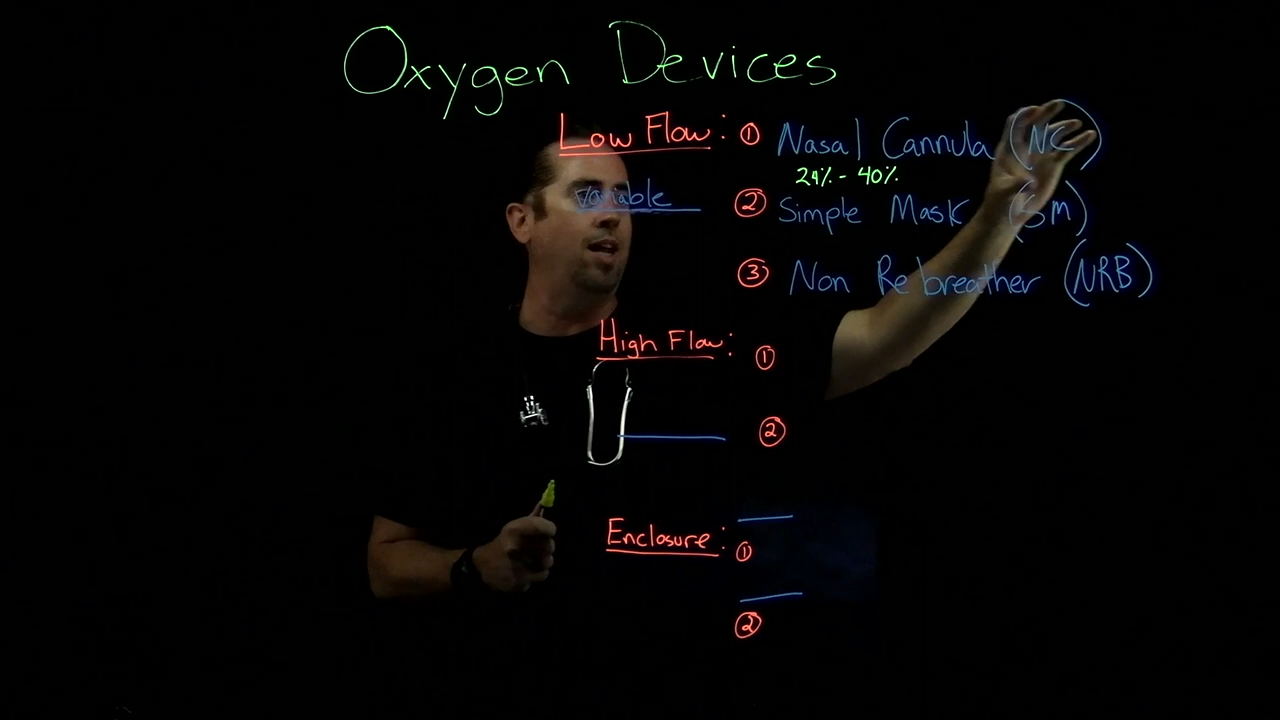 Oxygen Devices
Low Flow: ① Nasal Cannula (NC)
24% - 40%
Variable ② Simple Mask (SM)
③ Non Rebreather (NRB)
High Flow: ①
②
Enclosure: ①
②